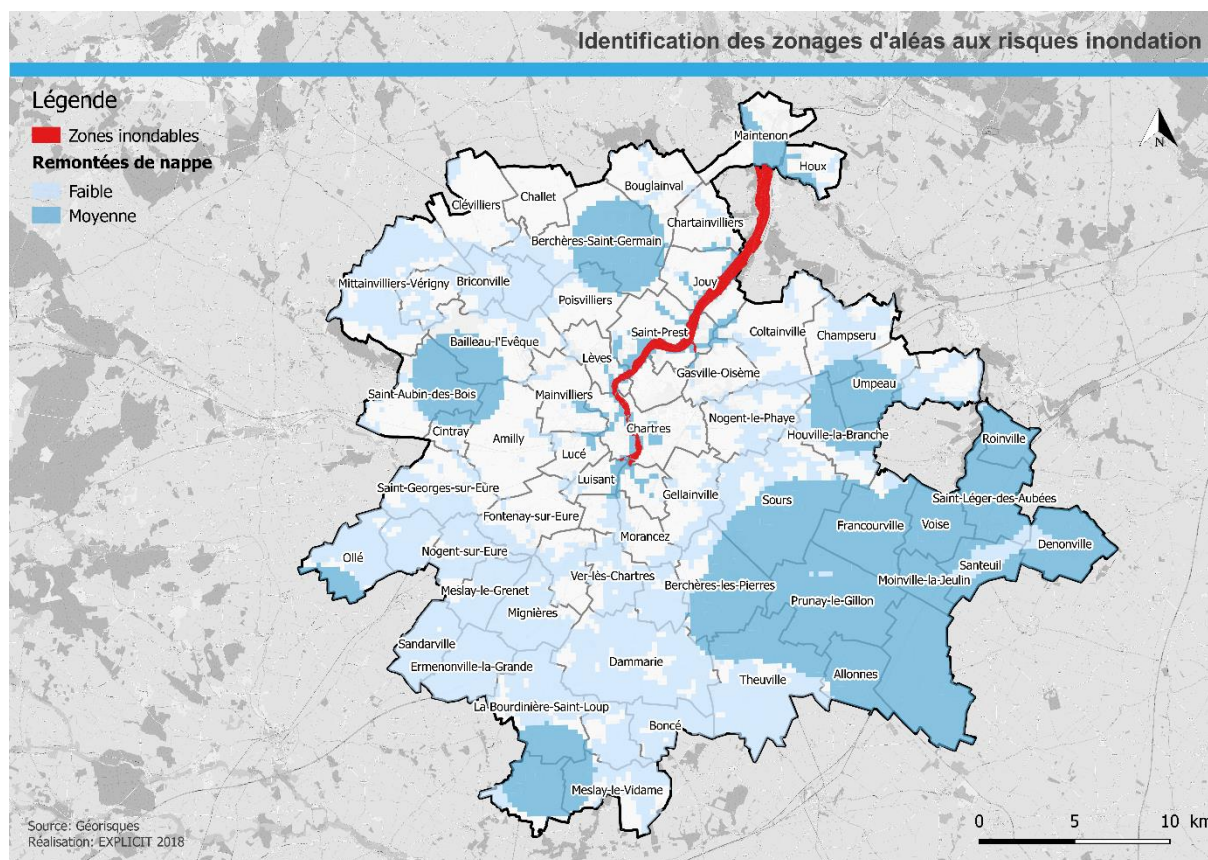 Identification des zonages d'aléas aux risques inondation
Légende
Zones inondables
Remontées de nappe
Faible
Moyenne
N
Maintenon
Houx
Bouglainval
Challet
Clévilliers
Chartainvilliers
Berchères-Saint-Germain
Mittainvilliers-Vérigny
Briconville
Jouy
Poisvilliers
Saint-Prest
Coltainville
Champseru
Bailleau-l'Evêque
Lèves
Gasville-Oisème
Umpeau
Saint-Aubin-des-Bois
Mainvilliers
Nogent-le-Phaye
Chartres
Cintray
Amilly
Houville-la-Branche
Roinville
Lucé
Luisant
Saint-Georges-sur-Eure
Gellainville
Sours
Saint-Léger-des-Aubées
Fontenay-sur-Eure
Francourville
Voise
Morancez
Denonville
Ollé
Nogent-sur-Eure
Santeuil
Ver-lès-Chartres
Berchères-les-Pierres
Moinville-la-Jeulin
Meslay-le-Grenet
Prunay-le-Gillon
Mignières
Sandarville
Dammarie
Ermenonville-la-Grande
Theuville
Allonnes
La Bourdinière-Saint-Loup
Boncé
Meslay-le-Vidame
Source: Géorisques
Réalisation: EXPLICIT 2018
0 5 10 km